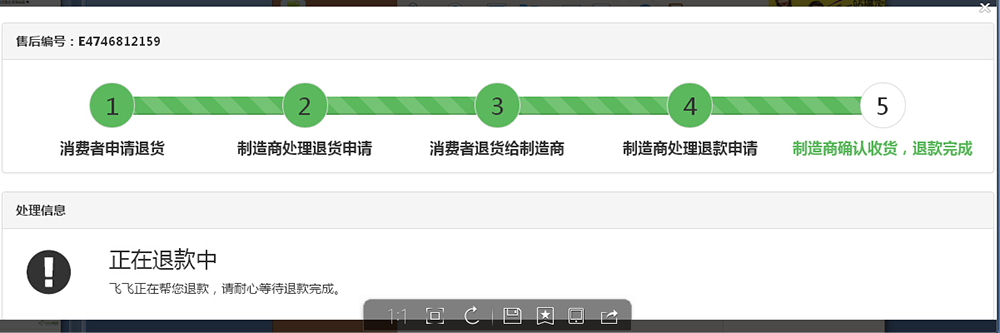 售后编号：E4746812159
1 2 3 4 5
消费者申请退货 制造商处理退货申请 消费者退货给制造商 制造商处理退款申请 制造商确认收货，退款完成
处理信息
正在退款中
飞飞正在帮您退款，请耐心等待退款完成。
1:1